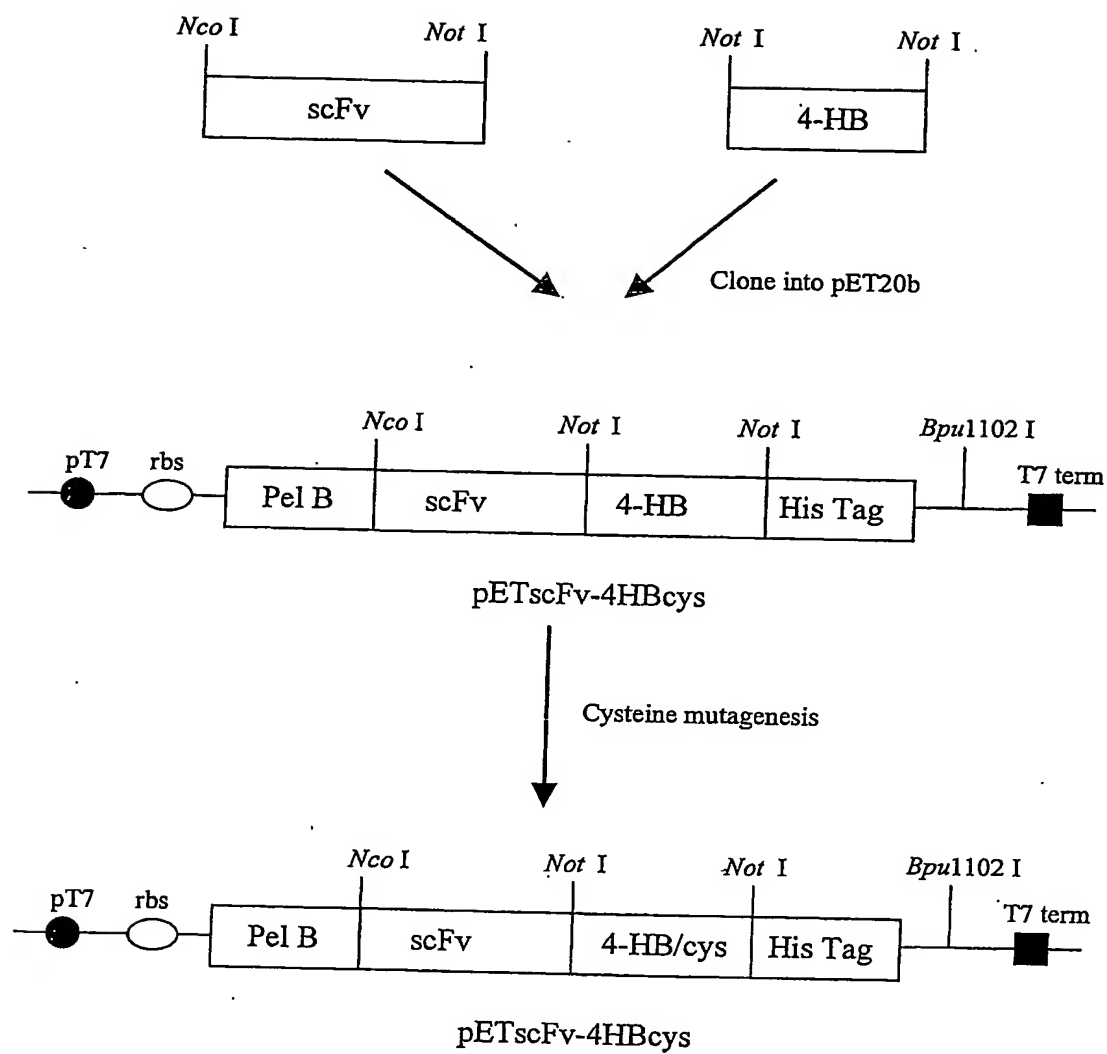 Nco I Not I Not I Not I
scFv 4-HB
Clone into pET20b
Nco I Not I Not I Bpu1102 I
pT7 rbs T7 term
Pel B scFv 4-HB His Tag
pETscFv-4HBcys
Cysteine mutagenesis
Nco I Not I Not I Bpu1102 I
pT7 rbs T7 term
Pel B scFv 4-HB/cys His Tag
pETscFv-4HBcys